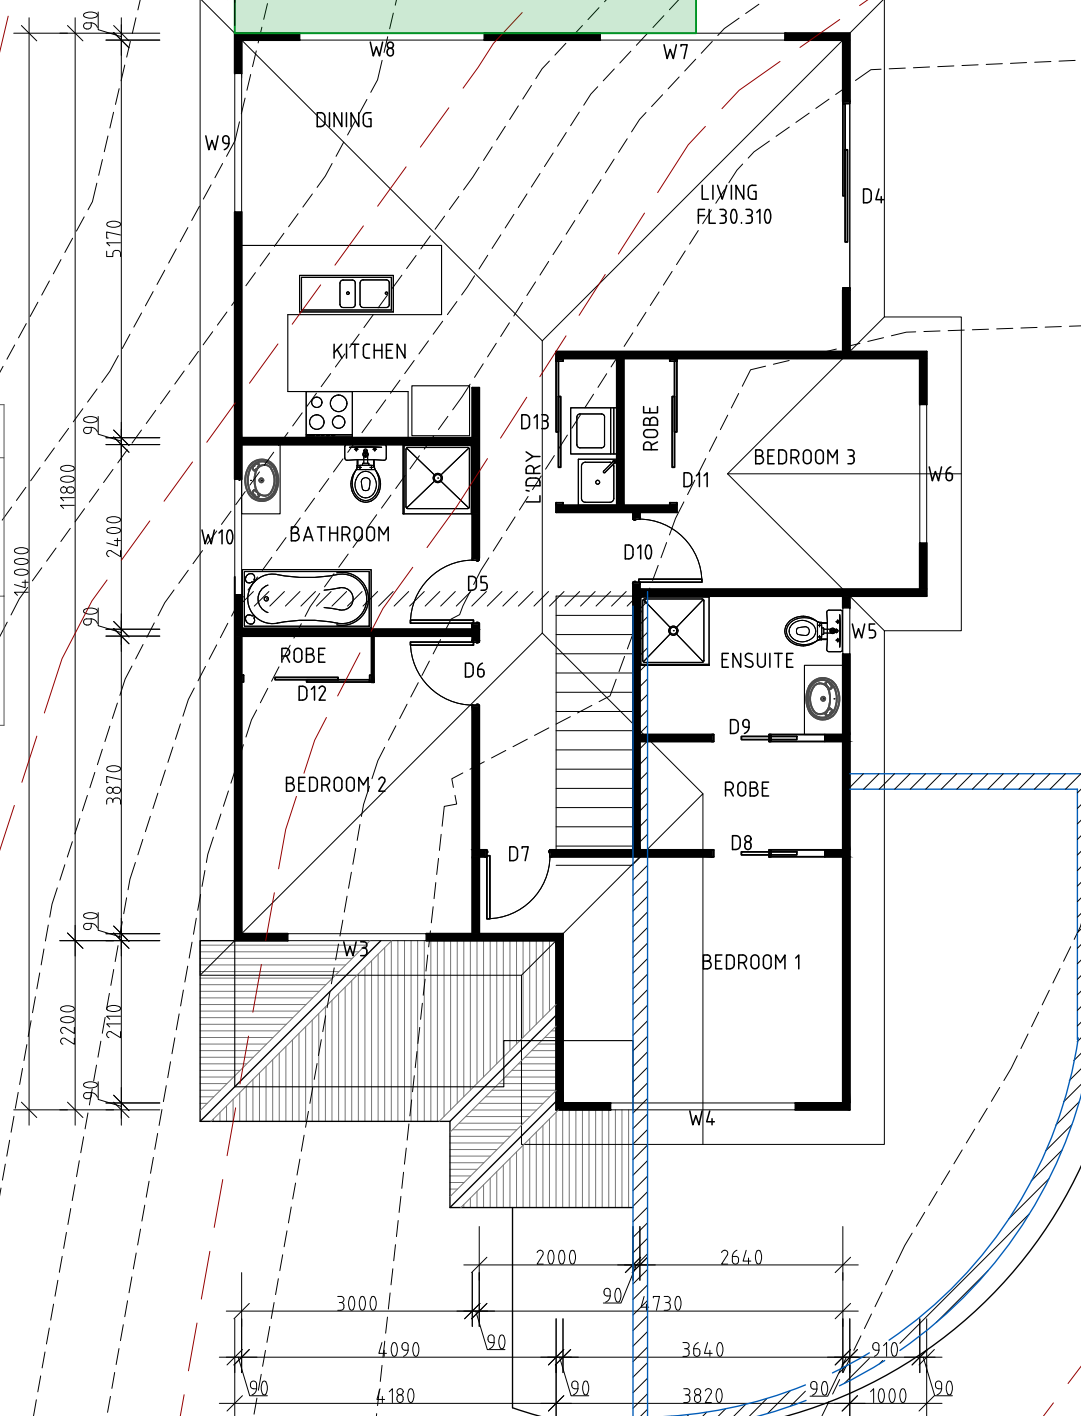 90
W8
W7
DINING
W9
LIVING
FL30.310
D4
5170
KITCHEN
90
D13
ROBE
BEDROOM 3
L'DRY
D11
W6
11800
BATHROOM
W10
2400
14000
D10
D5
90
ROBE
D12
D6
W5
ENSUITE
D9
BEDROOM 2
3870
ROBE
D7
D8
90
W3
BEDROOM 1
2200
2110
90
W4
2000
2640
90
3000
4730
90
4090
3640
910
90
90
90
90
4180
3820
1000